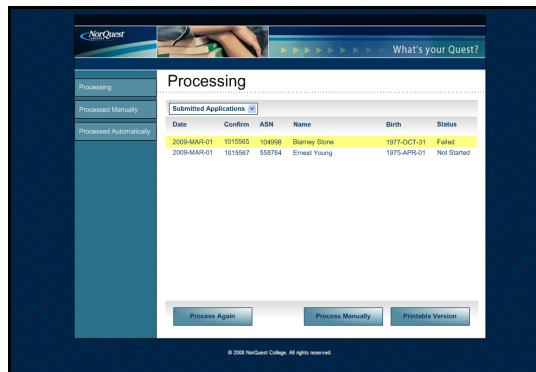 NorQuest
What's your Quest?
Processing
Processing
Processed Manually
Processed Automatically
Submitted Applications
Date Confirm ASN Name Birth Status
2009-MAR-01 1015565 104998 Blarney Stone 1977-OCT-31 Failed
2009-MAR-01 1015567 558764 Ernest Young 1975-APR-01 Not Started
Process Again Process Manually Printable Version
© 2008 NorQuest College. All rights reserved.